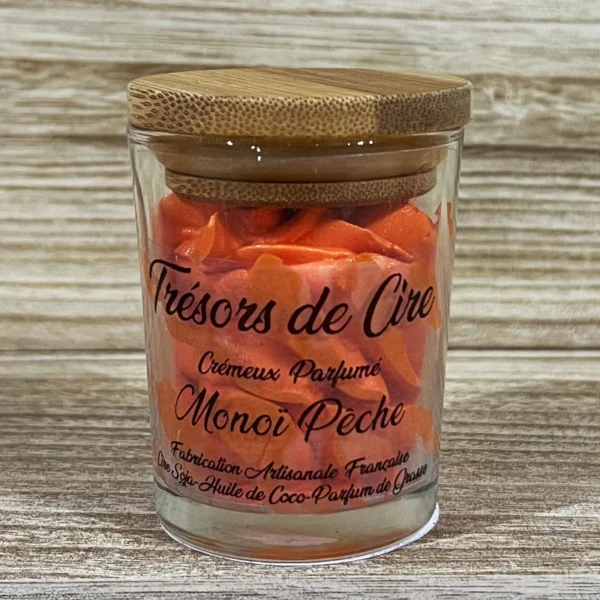 Trésors de Cire
Crémeux Parfumé
Monoï Pêche
Fabrication Artisanale Française
Cire Soja-Huile de Coco-Parfum de Grasse